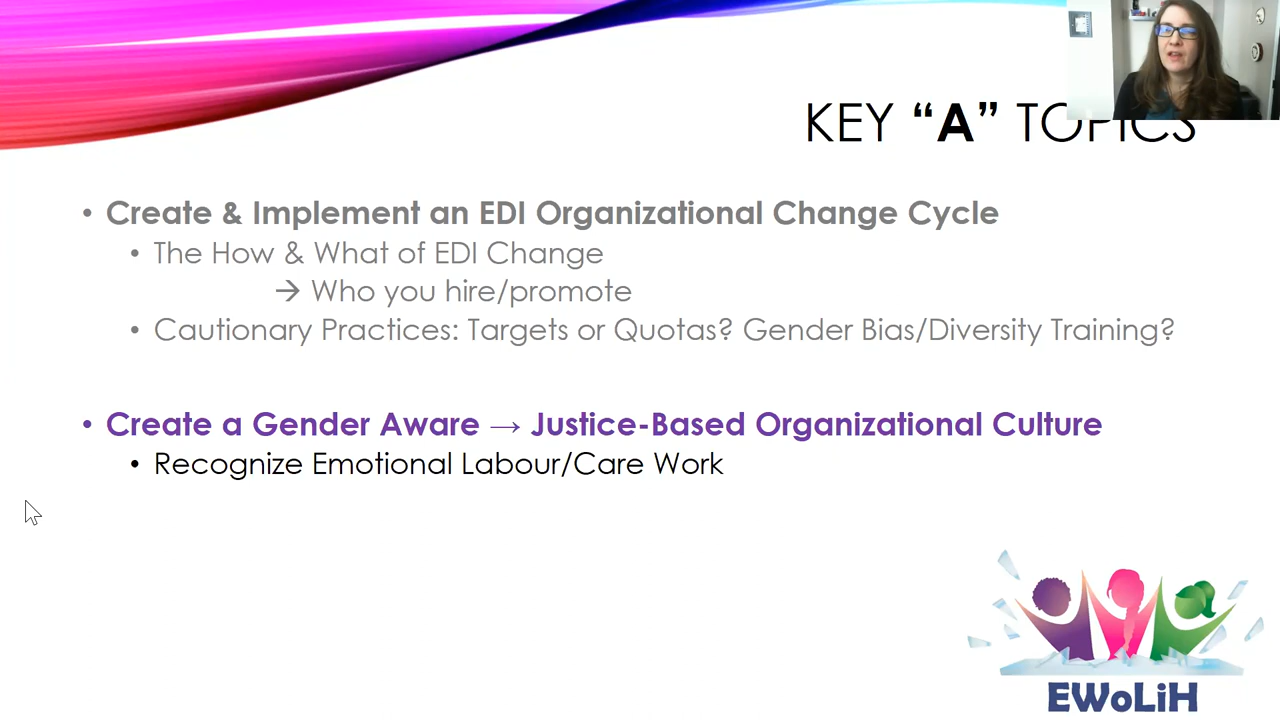 KEY “A” TOPICS
• Create & Implement an EDI Organizational Change Cycle
• The How & What of EDI Change
→ Who you hire/promote
• Cautionary Practices: Targets or Quotas? Gender Bias/Diversity Training?
• Create a Gender Aware → Justice-Based Organizational Culture
• Recognize Emotional Labour/Care Work
EWoLiH